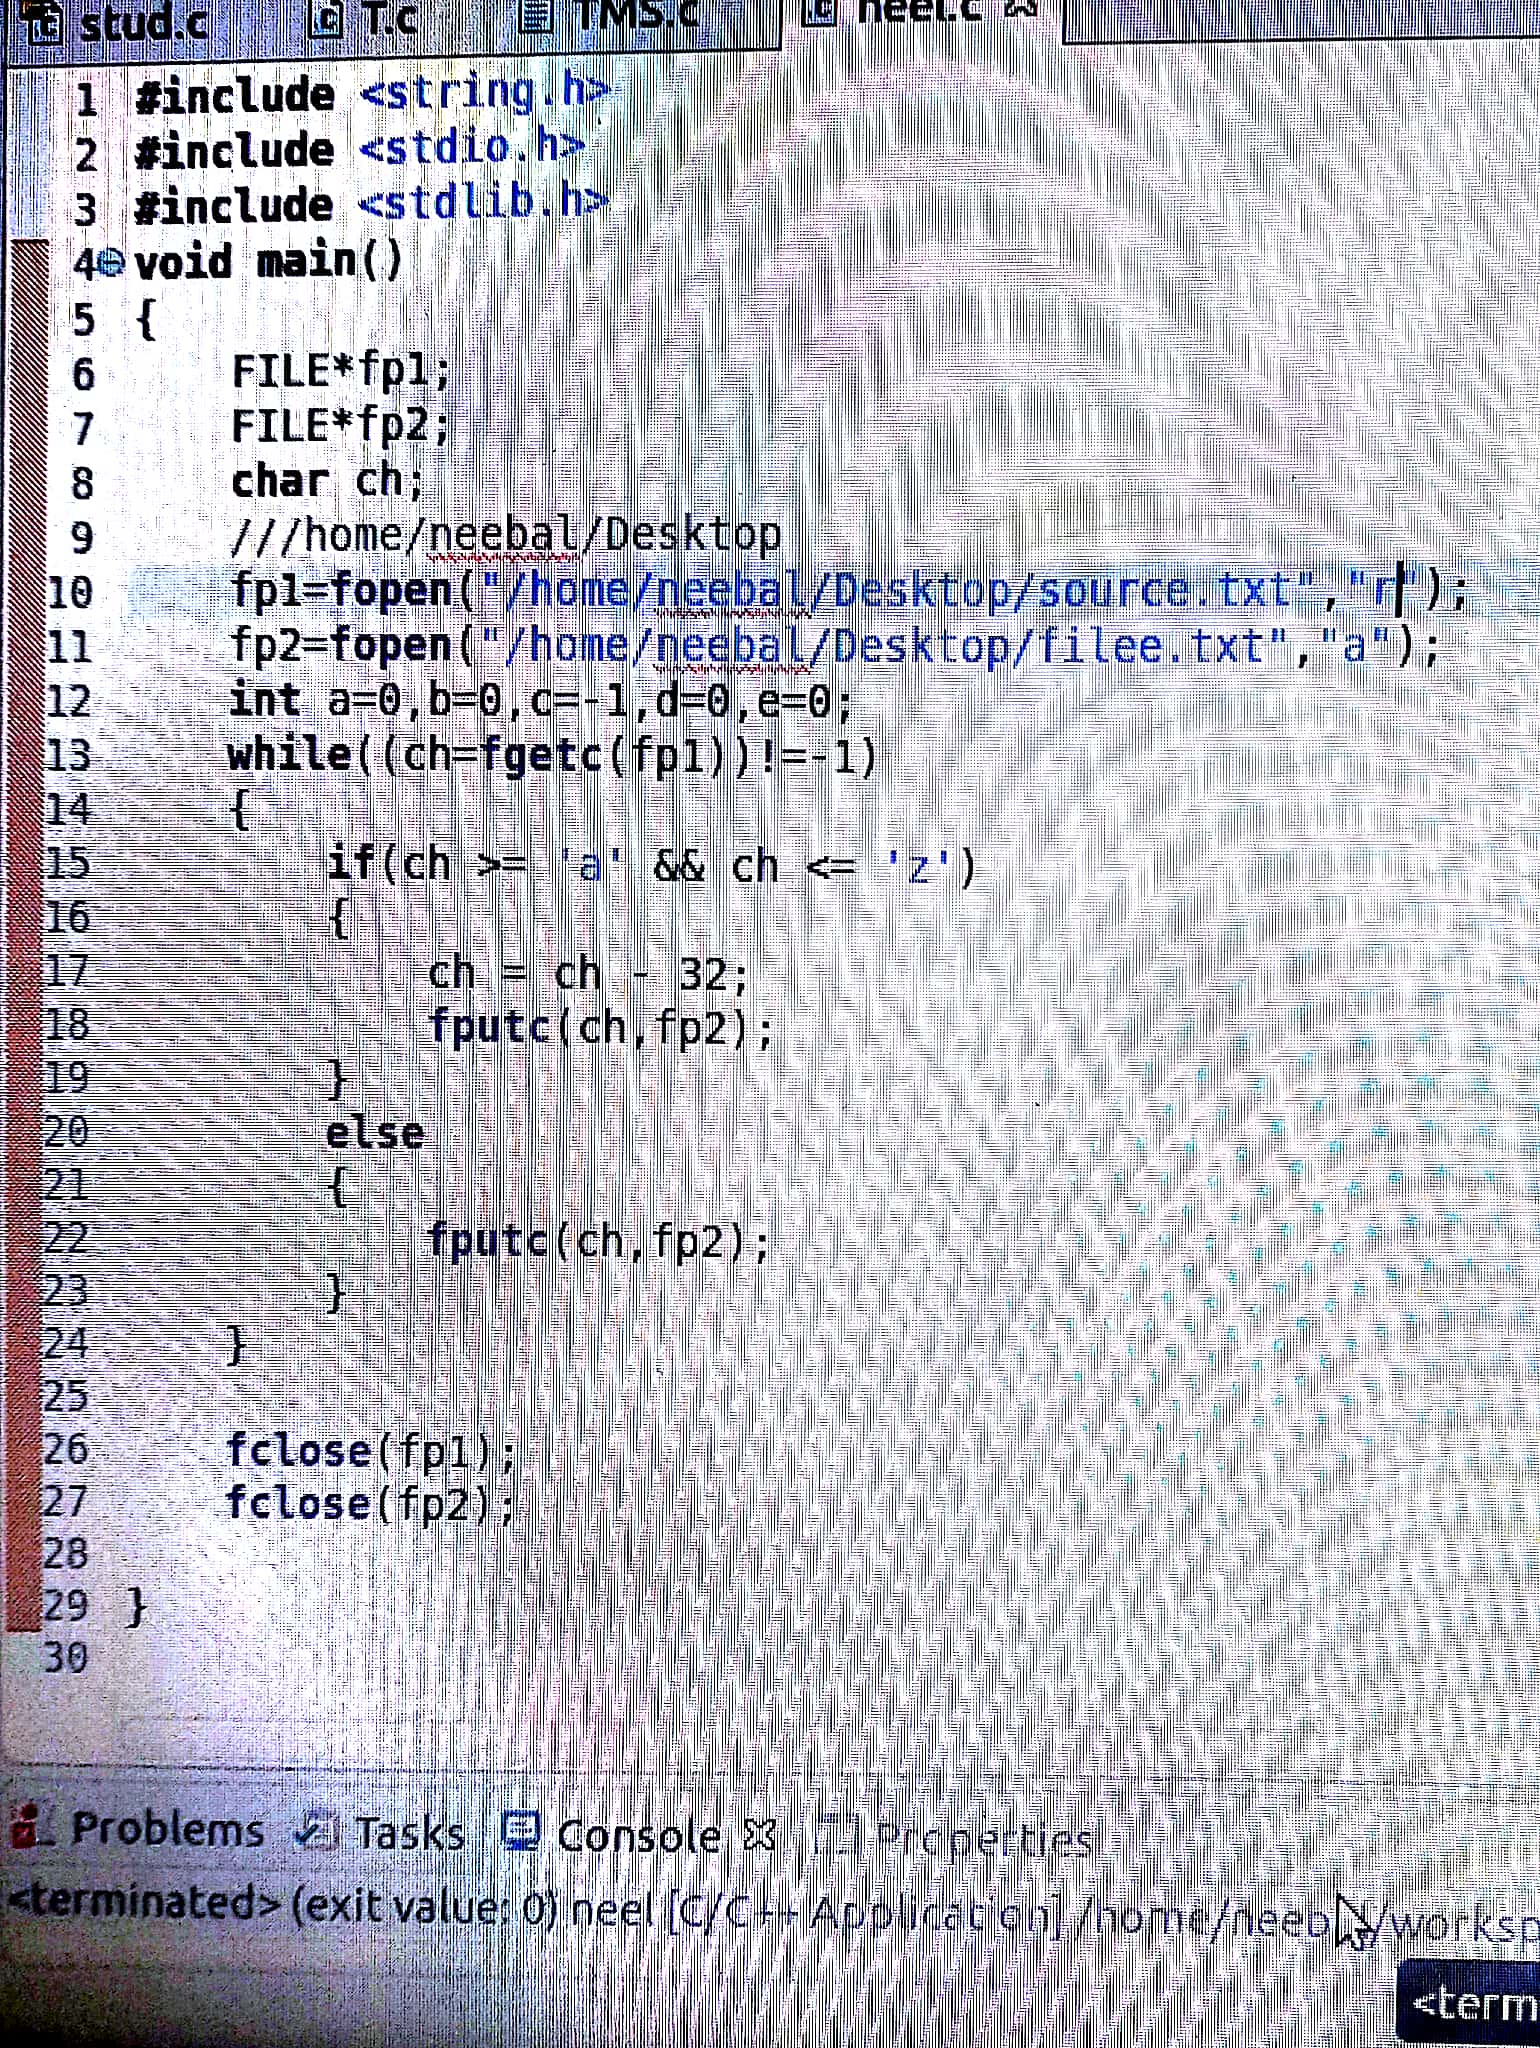 stud.c T.c TMS.c neel.c
1 #include <string.h>
2 #include <stdio.h>
3 #include <stdlib.h>
4 void main()
5 {
6 FILE*fp1;
7 FILE*fp2;
8 char ch;
9 ///home/neebal/Desktop
10 fp1=fopen("/home/neebal/Desktop/source.txt","r");
11 fp2=fopen("/home/neebal/Desktop/filee.txt","a");
12 int a=0,b=0,c=-1,d=0,e=0;
13 while((ch=fgetc(fp1))!=-1)
14 {
15 if(ch >= 'a' && ch <= 'z')
16 {
17 ch = ch - 32;
18 fputc(ch,fp2);
19 }
20 else
21 {
22 fputc(ch,fp2);
23 }
24 }
25
26 fclose(fp1);
27 fclose(fp2);
28
29 }
30
Problems Tasks Console Properties
<terminated> (exit value: 0) neel [C/C++ Application] /home/neeb /worksp
<term